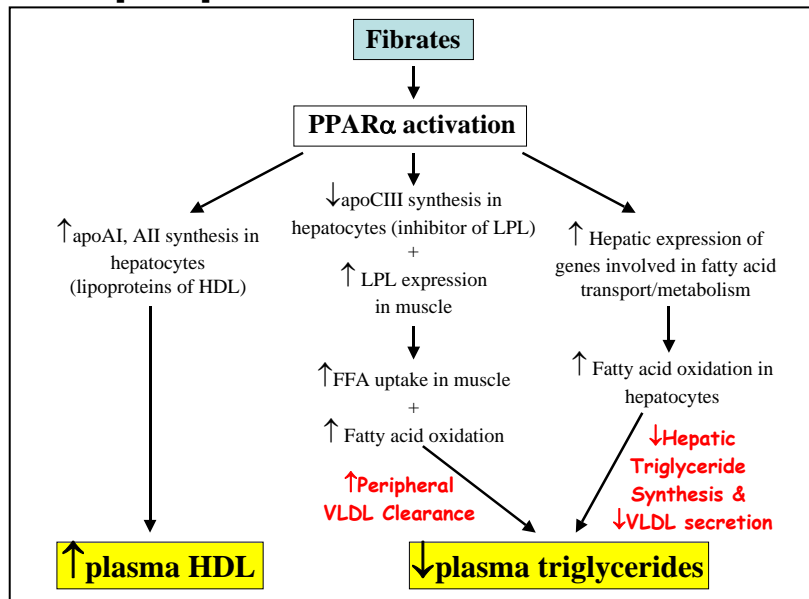 Fibrates
PPARα activation
↑apoAI, AII synthesis in
hepatocytes
(lipoproteins of HDL)
↓apoCIII synthesis in
hepatocytes (inhibitor of LPL)
+
↑ LPL expression
in muscle
↑ Hepatic expression of
genes involved in fatty acid
transport/metabolism
↑FFA uptake in muscle
+
↑ Fatty acid oxidation
↑ Fatty acid oxidation in
hepatocytes
↑Peripheral
VLDL Clearance
↓Hepatic
Triglyceride
Synthesis &
↓VLDL secretion
↑plasma HDL
↓plasma triglycerides